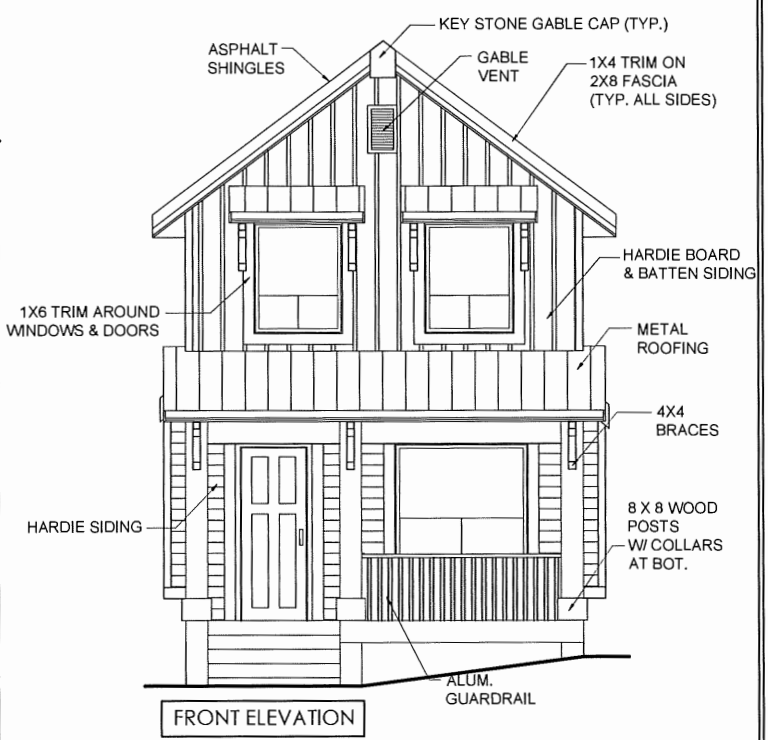 KEY STONE GABLE CAP (TYP.)
ASPHALT
SHINGLES
GABLE
VENT
1X4 TRIM ON
2X8 FASCIA
(TYP. ALL SIDES)
HARDIE BOARD
& BATTEN SIDING
1X6 TRIM AROUND
WINDOWS & DOORS
METAL
ROOFING
4X4
BRACES
HARDIE SIDING
8 X 8 WOOD
POSTS
W/ COLLARS
AT BOT.
ALUM.
GUARDRAIL
FRONT ELEVATION